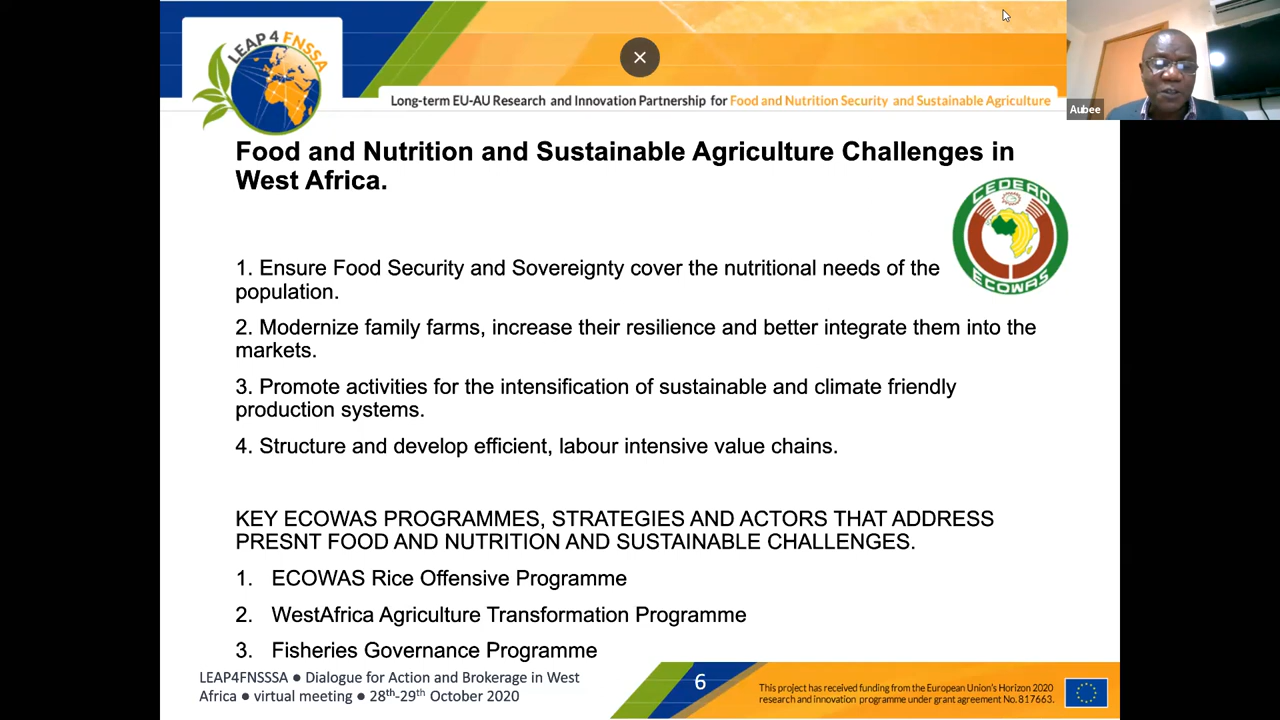 LEAP 4 FNSSA
Long-term EU-AU Research and Innovation Partnership for Food and Nutrition Security and Sustainable Agriculture
Aubee
Food and Nutrition and Sustainable Agriculture Challenges in
West Africa.
CEDEAO
ECOWAS
1. Ensure Food Security and Sovereignty cover the nutritional needs of the
population.
2. Modernize family farms, increase their resilience and better integrate them into the
markets.
3. Promote activities for the intensification of sustainable and climate friendly
production systems.
4. Structure and develop efficient, labour intensive value chains.
KEY ECOWAS PROGRAMMES, STRATEGIES AND ACTORS THAT ADDRESS
PRESNT FOOD AND NUTRITION AND SUSTAINABLE CHALLENGES.
1. ECOWAS Rice Offensive Programme
2. WestAfrica Agriculture Transformation Programme
3. Fisheries Governance Programme
LEAP4FNSSSA ● Dialogue for Action and Brokerage in West
Africa ● virtual meeting ● 28th-29th October 2020
6
This project has received funding from the European Union's Horizon 2020
research and innovation programme under grant agreement No.817663.